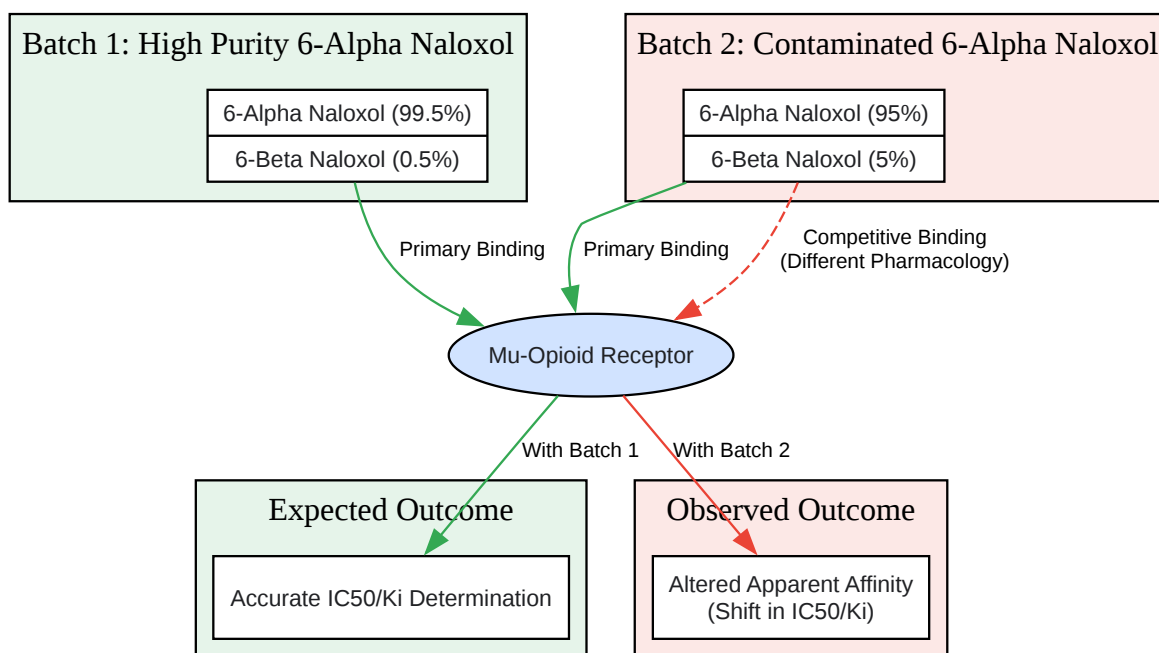 Batch 1: High Purity 6-Alpha Naloxol
Batch 2: Contaminated 6-Alpha Naloxol
6-Alpha Naloxol (99.5%)
6-Beta Naloxol (0.5%)
6-Alpha Naloxol (95%)
6-Beta Naloxol (5%)
Primary Binding
Primary Binding
Competitive Binding
(Different Pharmacology)
Mu-Opioid Receptor
With Batch 1
With Batch 2
Expected Outcome
Observed Outcome
Accurate IC50/Ki Determination
Altered Apparent Affinity
(Shift in IC50/Ki)